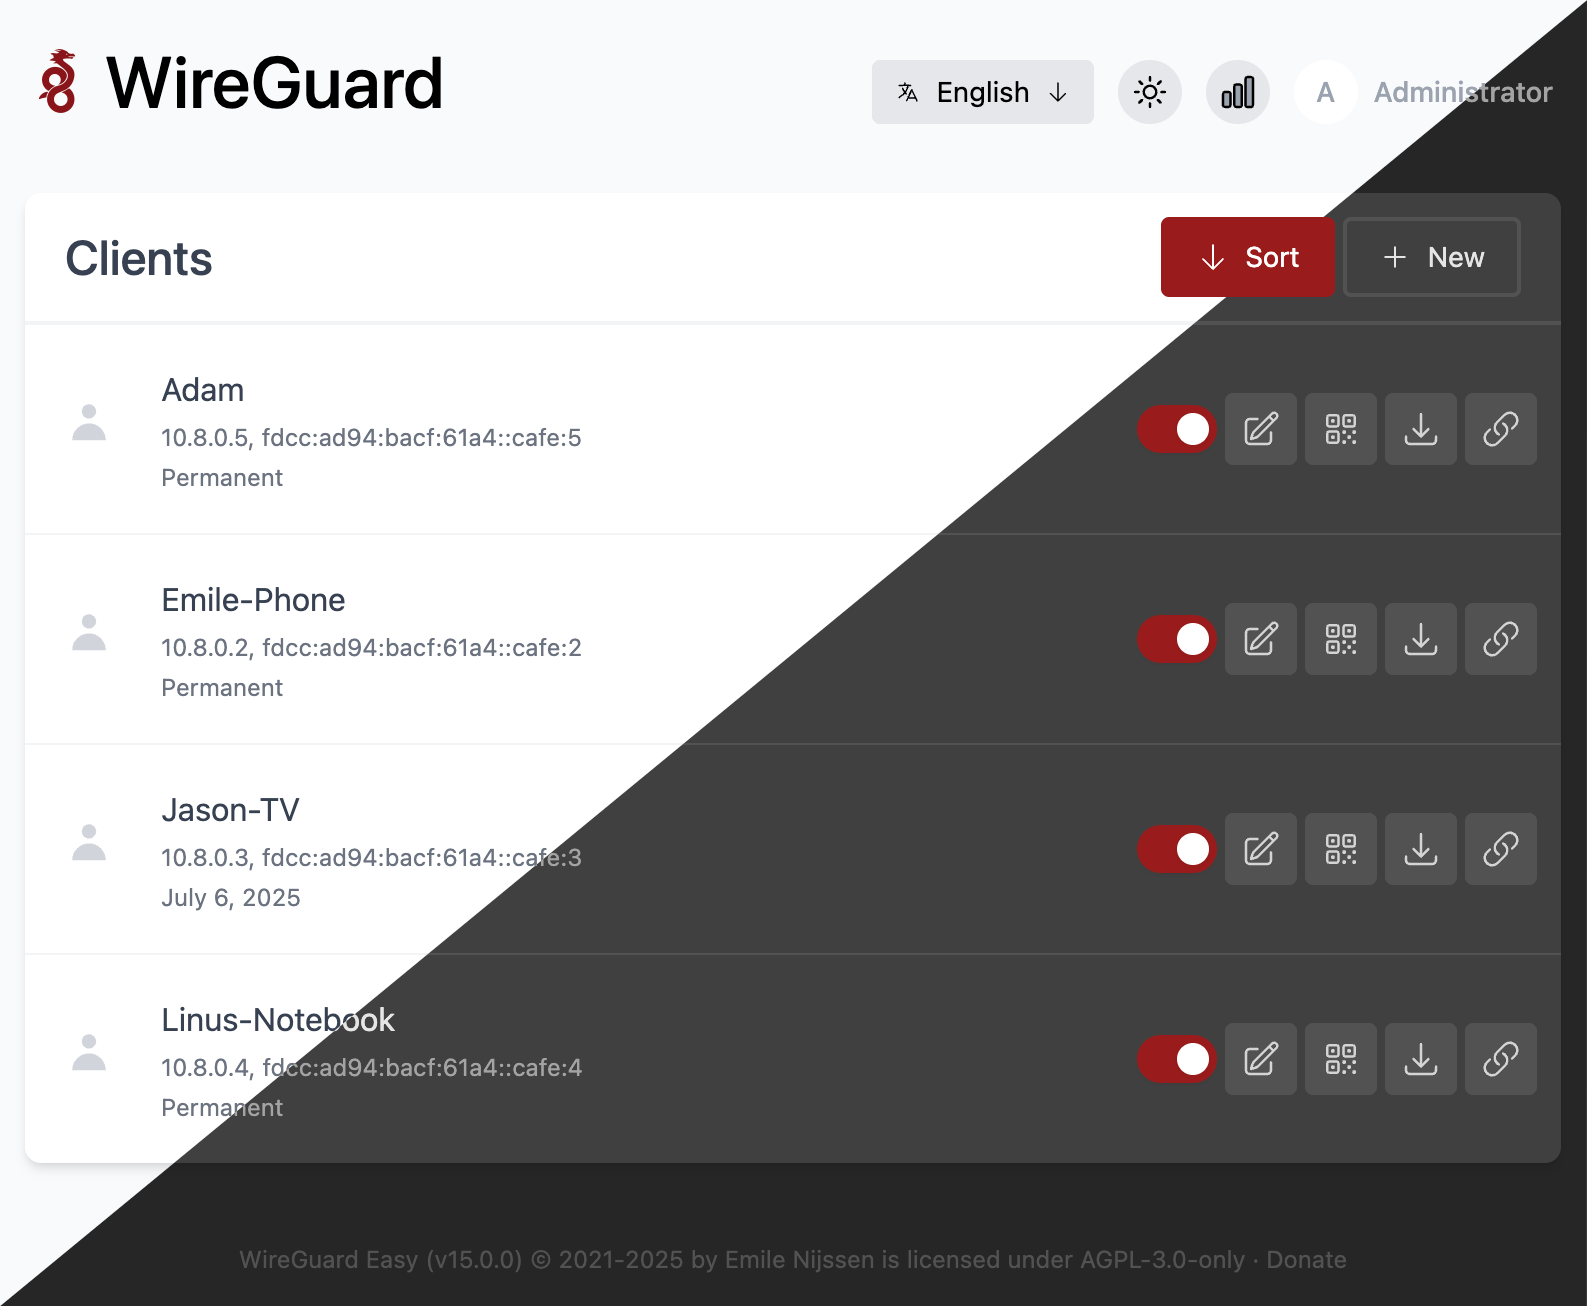 WireGuard
English
A Administrator
Clients
Sort
New
Adam
10.8.0.5, fdcc:ad94:bacf:61a4::cafe:5
Permanent
Emile-Phone
10.8.0.2, fdcc:ad94:bacf:61a4::cafe:2
Permanent
Jason-TV
10.8.0.3, fdcc:ad94:bacf:61a4::cafe:3
July 6, 2025
Linus-Notebook
10.8.0.4, fdcc:ad94:bacf:61a4::cafe:4
Permanent
WireGuard Easy (v15.0.0) © 2021-2025 by Emile Nijssen is licensed under AGPL-3.0-only · Donate